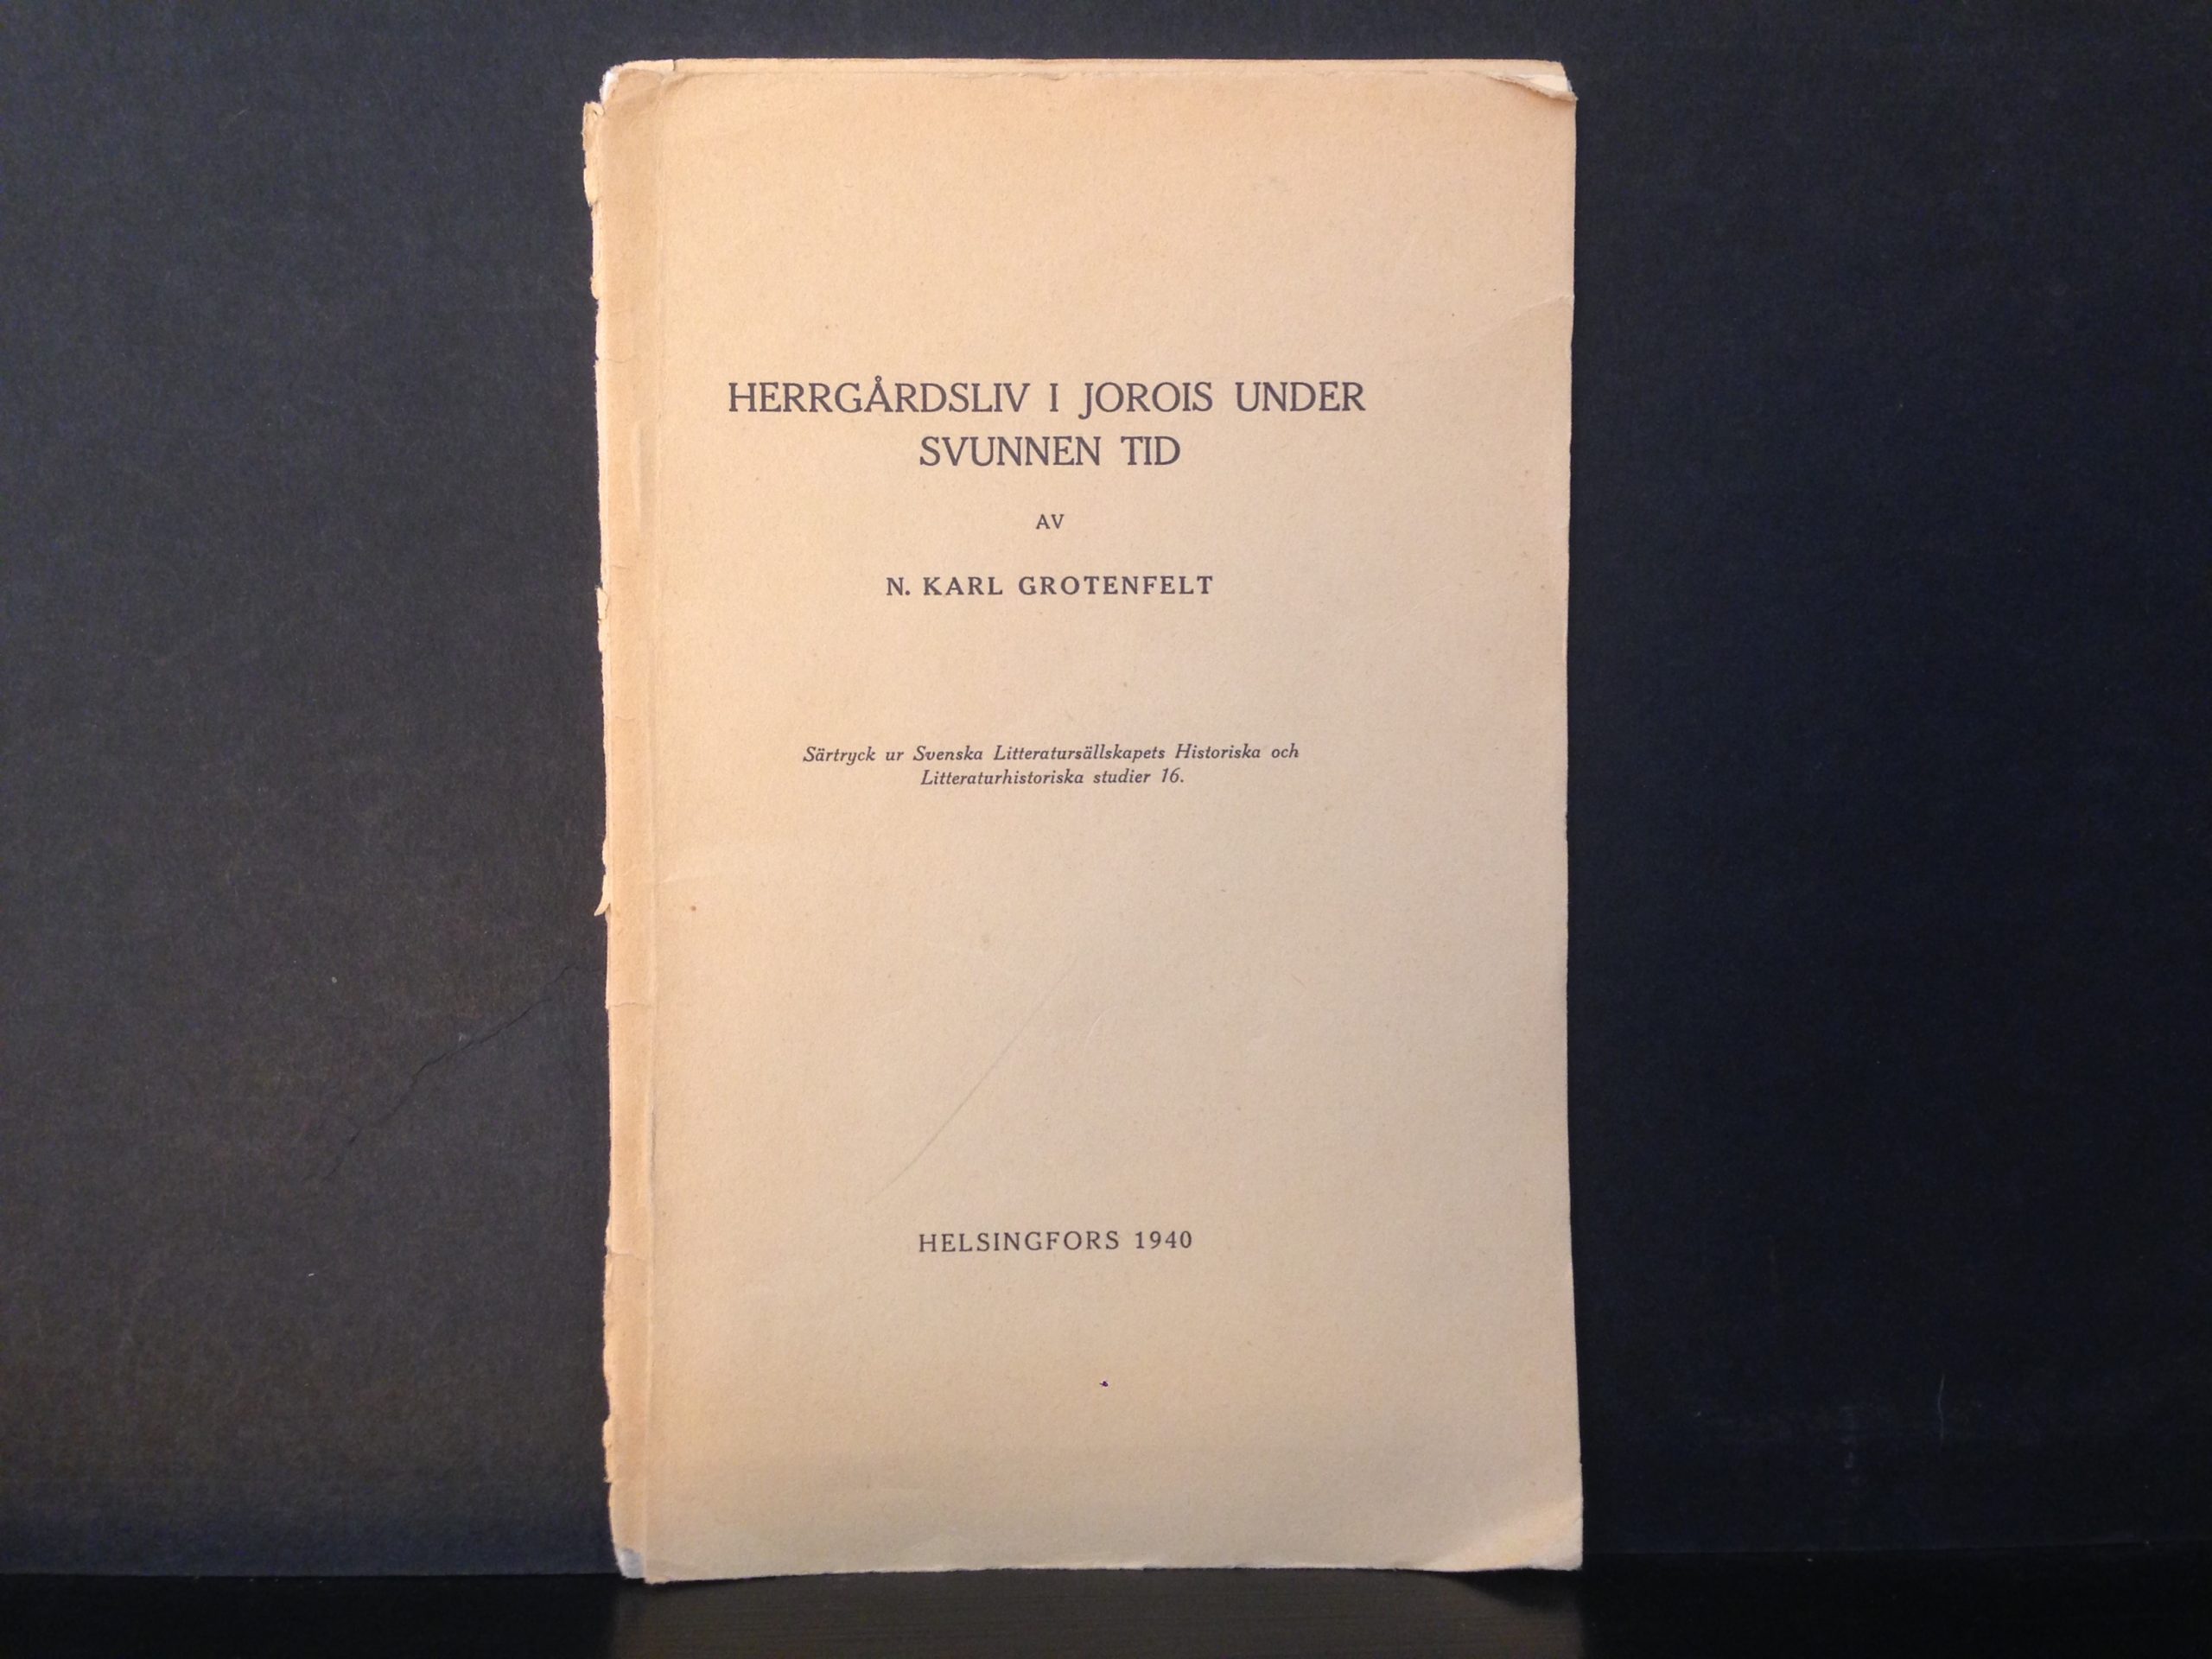 HERRGÅRDSLIV I JOROIS UNDER
SVUNNEN TID
AV
N. KARL GROTENFELT
Särtryck ur Svenska Litteratursällskapets Historiska och
Litteraturhistoriska studier 16.
HELSINGFORS 1940